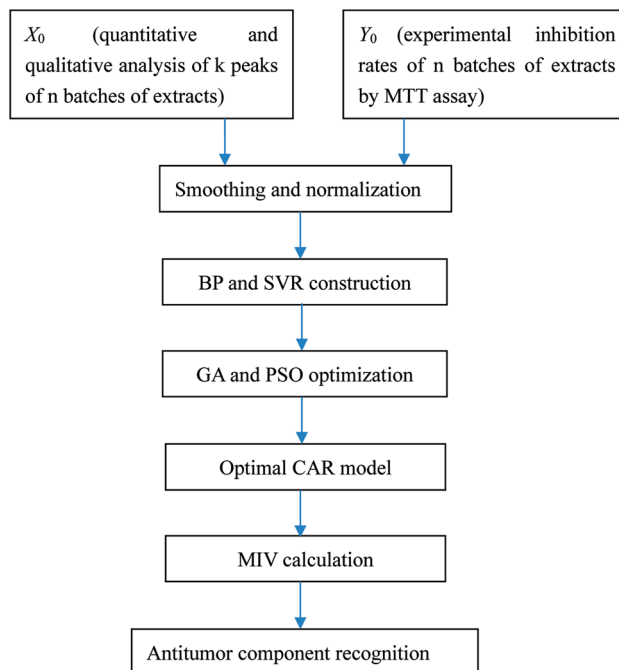 X₀ (quantitative and
qualitative analysis of k peaks
of n batches of extracts)
Y₀ (experimental inhibition
rates of n batches of extracts
by MTT assay)
Smoothing and normalization
BP and SVR construction
GA and PSO optimization
Optimal CAR model
MIV calculation
Antitumor component recognition